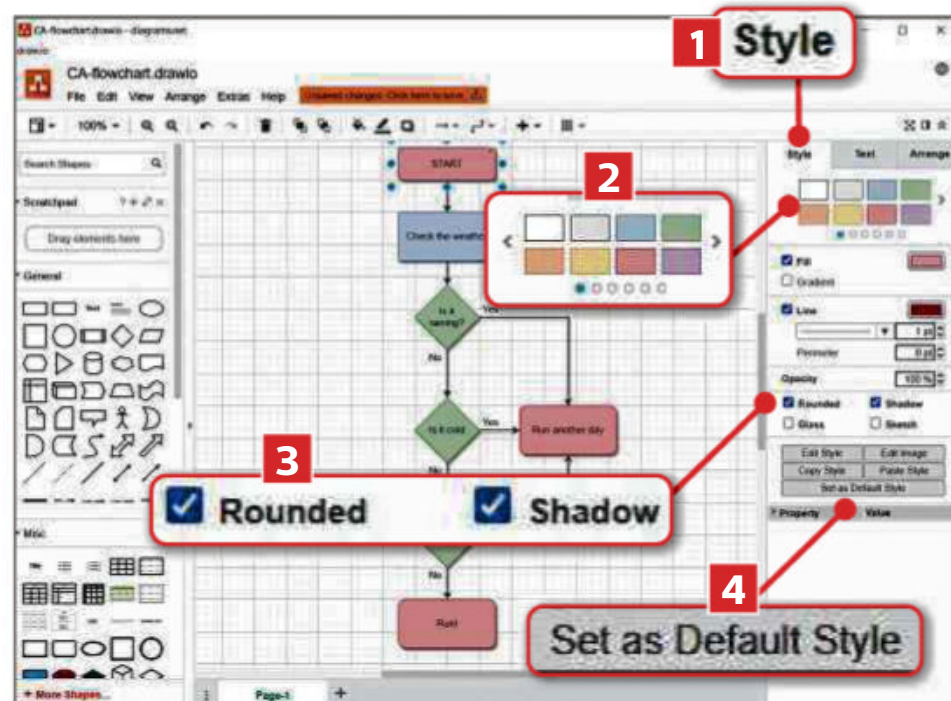 CA-flowchart.drawio - diagrams.net
drawio
1 Style
CA-flowchart.drawio
File Edit View Arrange Extras Help Unsaved changes. Click here to save.
100%
Search Shapes
Scratchpad
Drag elements here
General
Text
START
Check the weather
Is it raining?
Yes
No
Is it cold
Yes
Run another day
No
No
Run!
2
Style Text Arrange
Fill
Gradient
Line
1 pt
Perimeter 0 pt
Opacity 100 %
Rounded Shadow
Glass Sketch
Edit Style Edit Image
Copy Style Paste Style
Set as Default Style
Property Value
3
Rounded Shadow
4
Set as Default Style
Misc
Title
+ More Shapes...
Page-1